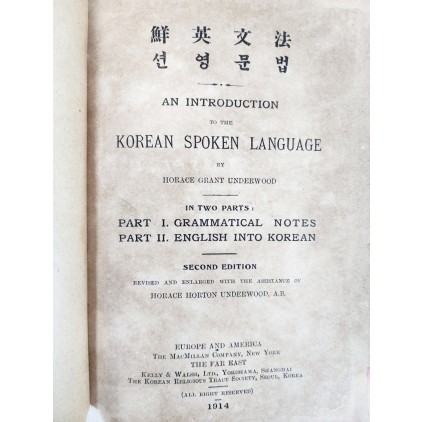 鮮英文法
션영문법
AN INTRODUCTION
TO THE
KOREAN SPOKEN LANGUAGE
BY
HORACE GRANT UNDERWOOD
IN TWO PARTS:
PART I. GRAMMATICAL NOTES
PART II. ENGLISH INTO KOREAN
SECOND EDITION
REVISED AND ENLARGED WITH THE ASSISTANCE OF
HORACE HORTON UNDERWOOD, A.B.
EUROPE AND AMERICA
THE MACMILLAN COMPANY, NEW YORK
THE FAR EAST
KELLY & WALSH, LTD., YOKOHAMA, SHANGHAI
THE KOREAN RELIGIOUS TRACT SOCIETY, SEOUL, KOREA
(ALL RIGHT RESERVED)
1914